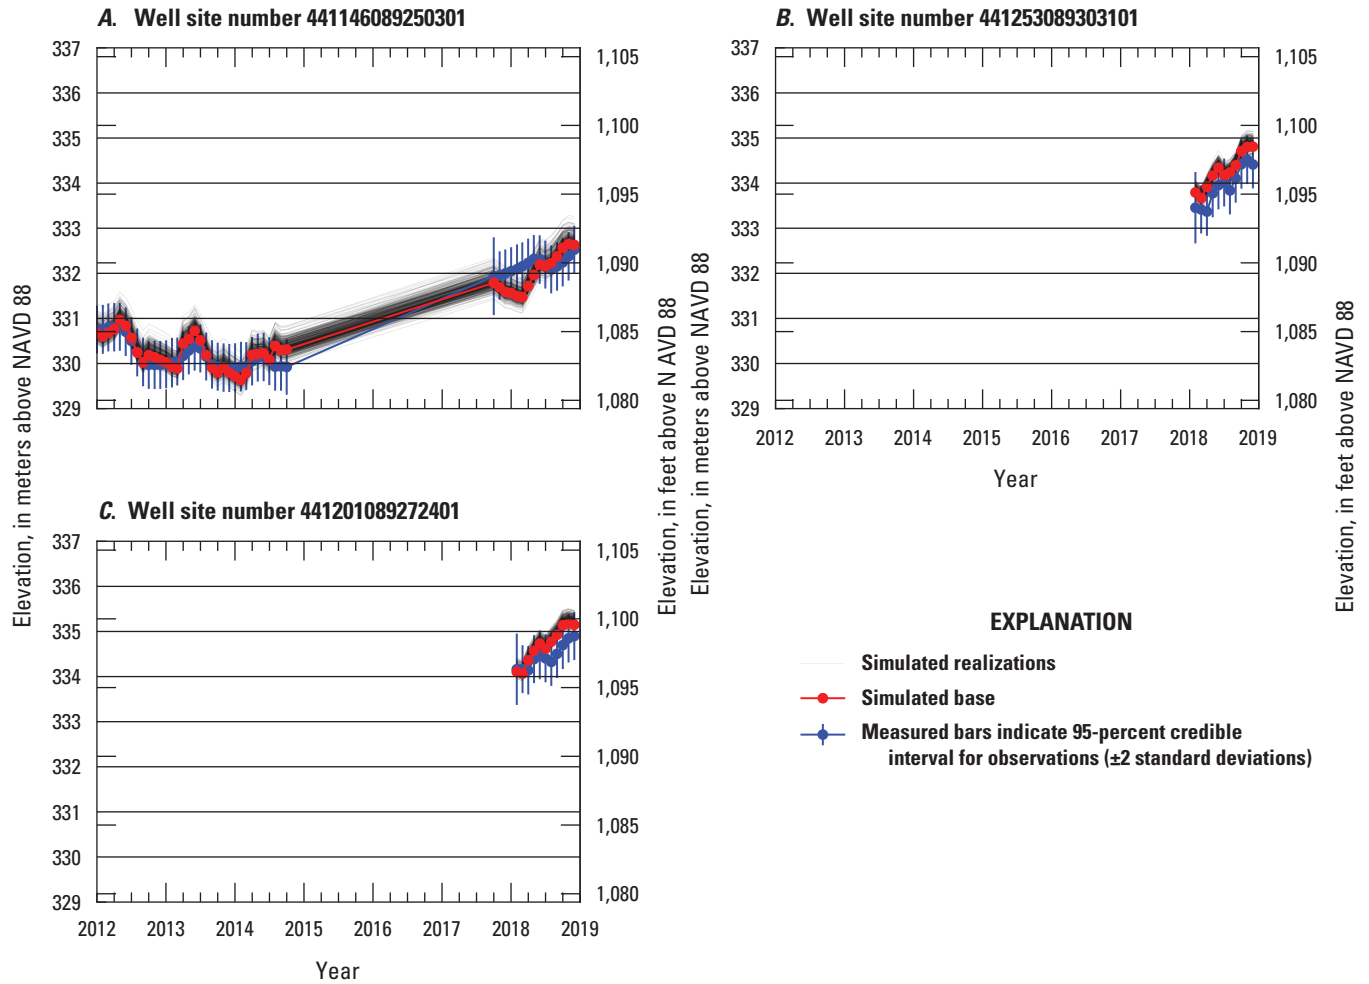 A. Well site number 441146089250301
337
336
335
334
333
332
331
330
329
1,105
1,100
1,095
1,090
1,085
1,080
Elevation, in meters above NAVD 88
Elevation, in feet above N AVD 88
B. Well site number 441253089303101
337
336
335
334
333
332
331
330
329
1,105
1,100
1,095
1,090
1,085
1,080
2012 2013 2014 2015 2016 2017 2018 2019
Year
Elevation, in meters above NAVD 88
Elevation, in feet above NAVD 88
C. Well site number 441201089272401
337
336
335
334
333
332
331
330
329
1,105
1,100
1,095
1,090
1,085
1,080
2012 2013 2014 2015 2016 2017 2018 2019
Year
EXPLANATION
Simulated realizations
Simulated base
Measured bars indicate 95-percent credible
interval for observations (±2 standard deviations)